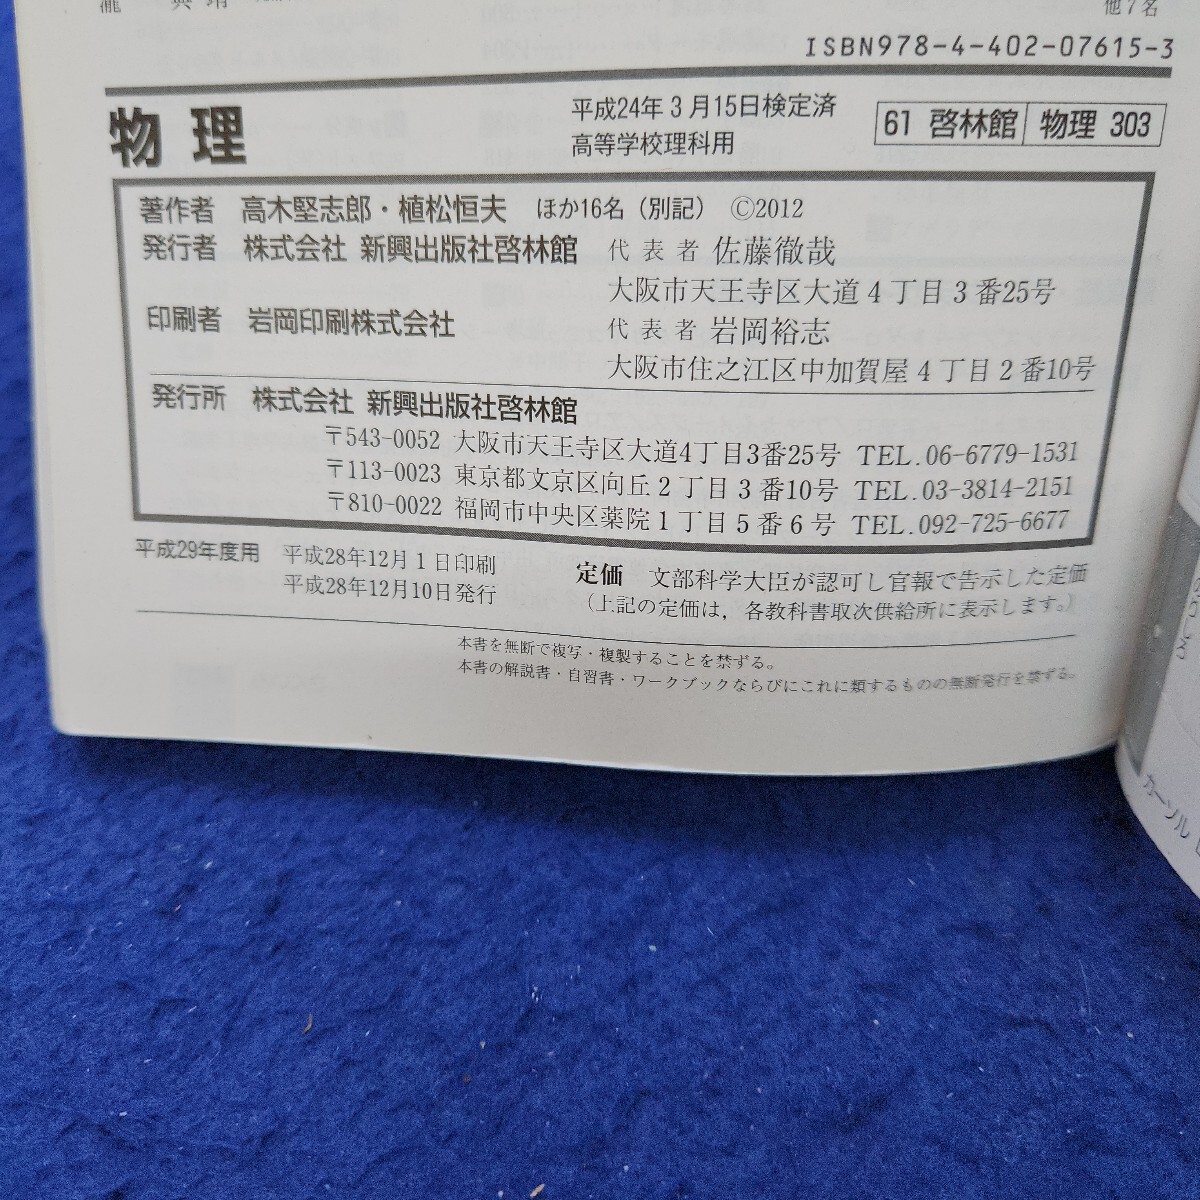 他7名
ISBN978-4-402-07615-3
物理
平成24年3月15日検定済
高等学校理科用
61 啓林館 物理 303
著作者 高木堅志郎・植松恒夫 ほか16名（別記） ©2012
発行者 株式会社 新興出版社啓林館 代表者 佐藤徹哉
大阪市天王寺区大道4丁目3番25号
印刷者 岩岡印刷株式会社 代表者 岩岡裕志
大阪市住之江区中加賀屋4丁目2番10号
発行所 株式会社 新興出版社啓林館
〒543-0052 大阪市天王寺区大道4丁目3番25号 TEL.06-6779-1531
〒113-0023 東京都文京区向丘2丁目3番10号 TEL.03-3814-2151
〒810-0022 福岡市中央区薬院1丁目5番6号 TEL.092-725-6677
平成29年度用 平成28年12月1日印刷
平成28年12月10日発行
定価 文部科学大臣が認可し官報で告示した定価
（上記の定価は，各教科書取次供給所に表示します。）
本書を無断で複写・複製することを禁ずる。
本書の解説書・自習書・ワークブックならびにこれに類するものの無断発行を禁ずる。
カーソル